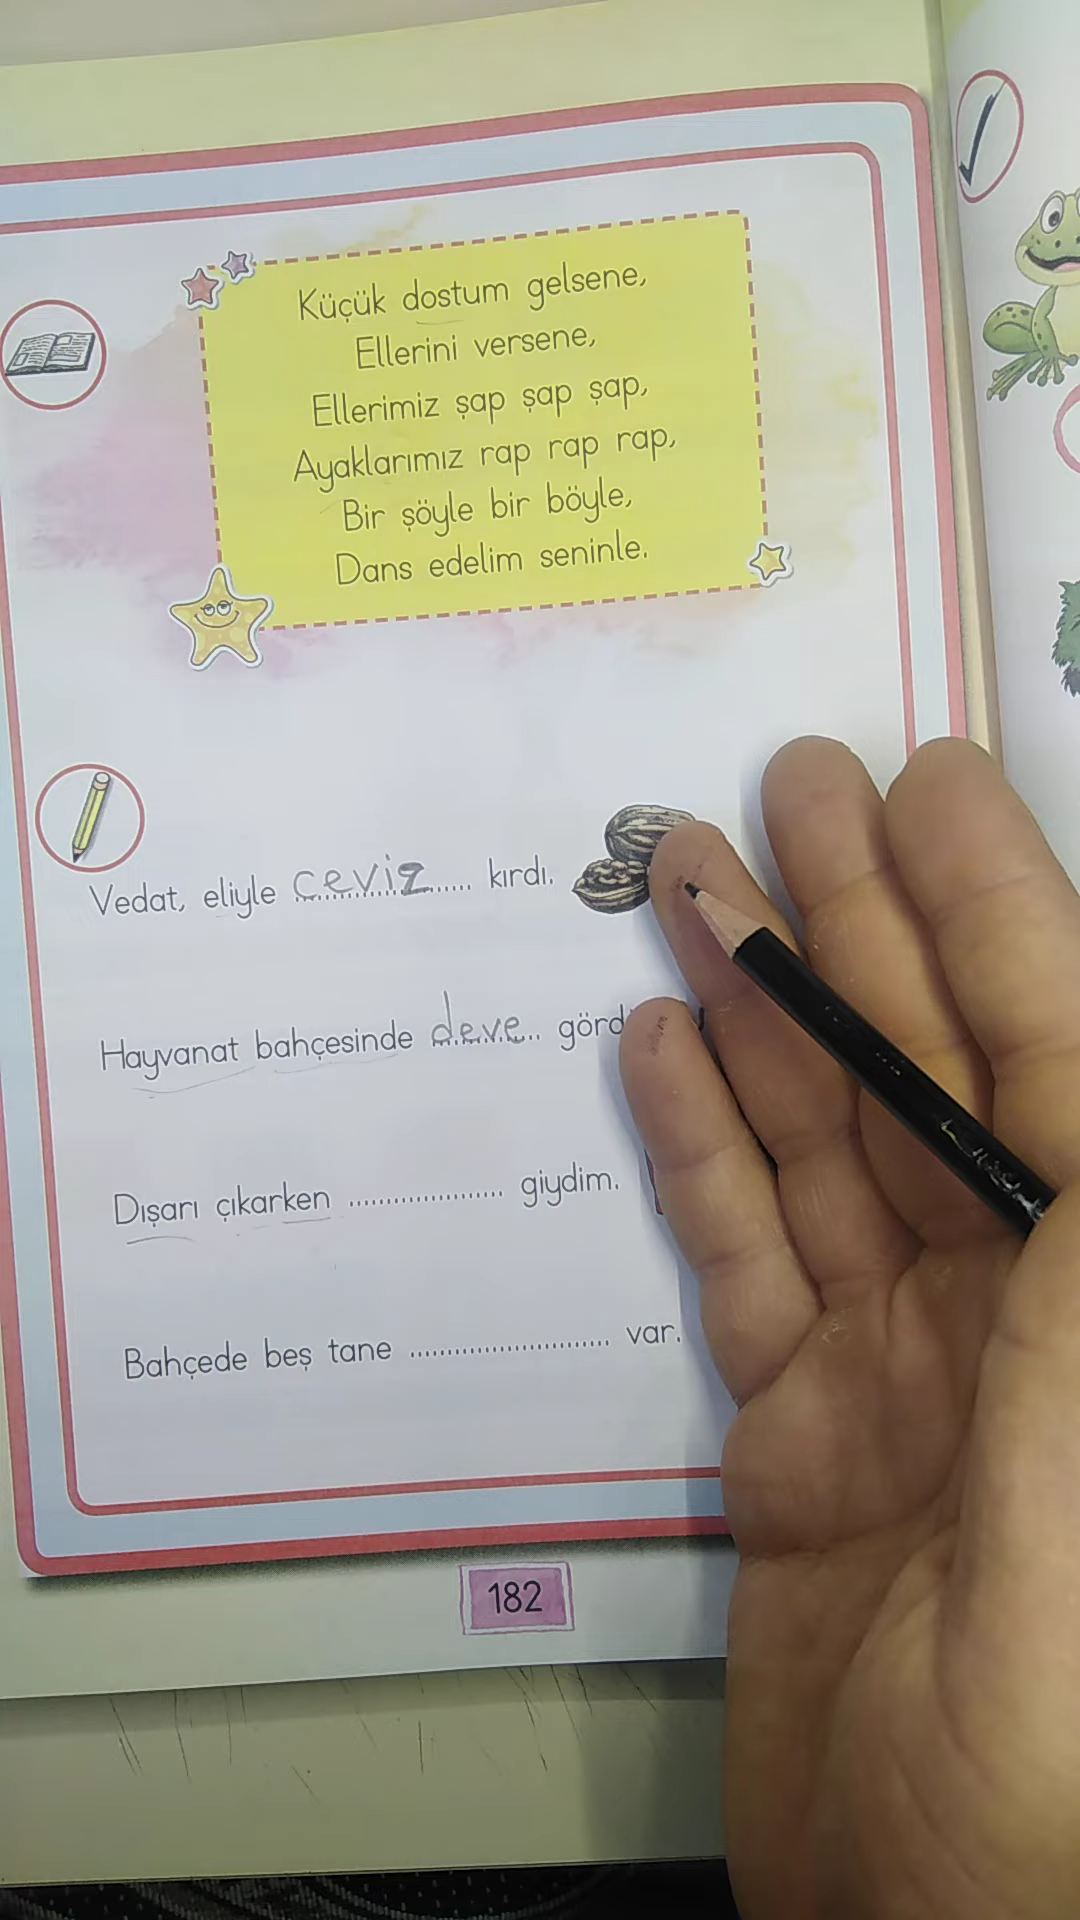 Küçük dostum gelsene,
Ellerini versene,
Ellerimiz şap şap şap,
Ayaklarımız rap rap rap,
Bir şöyle bir böyle,
Dans edelim seninle.
Vedat, eliyle ceviz kırdı.
Hayvanat bahçesinde deve görd
Dışarı çıkarken .................... giydim.
Bahçede beş tane .......................... var.
182